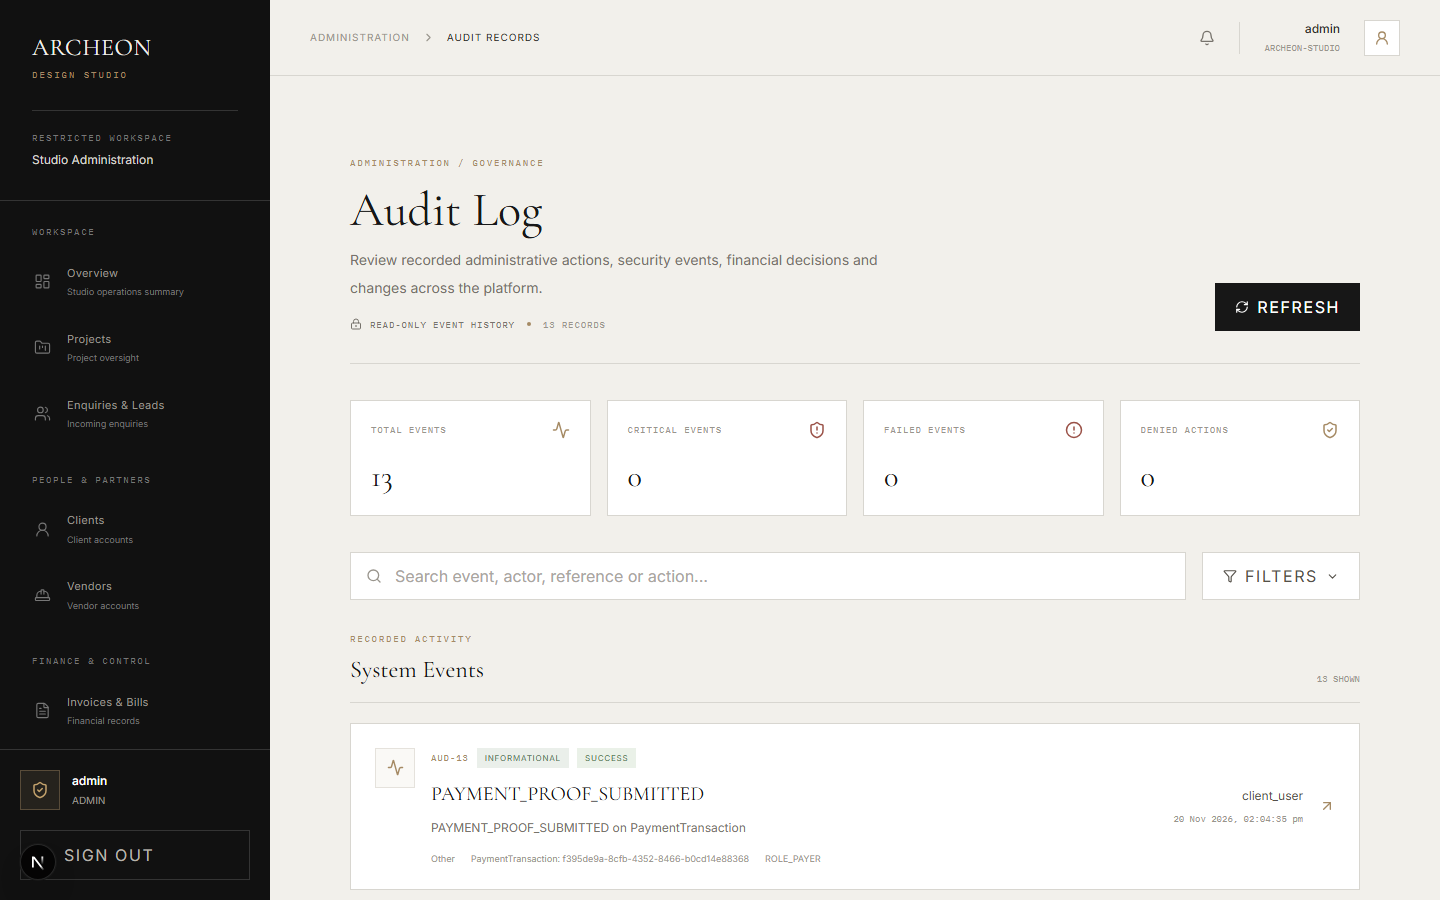 ARCHEON
DESIGN STUDIO
RESTRICTED WORKSPACE
Studio Administration
WORKSPACE
Overview
Studio operations summary
Projects
Project oversight
Enquiries & Leads
Incoming enquiries
PEOPLE & PARTNERS
Clients
Client accounts
Vendors
Vendor accounts
FINANCE & CONTROL
Invoices & Bills
Financial records
admin
ADMIN
N
SIGN OUT
ADMINISTRATION > AUDIT RECORDS
admin
ARCHEON-STUDIO
ADMINISTRATION / GOVERNANCE
Audit Log
Review recorded administrative actions, security events, financial decisions and
changes across the platform.
READ-ONLY EVENT HISTORY • 13 RECORDS
REFRESH
TOTAL EVENTS
13
CRITICAL EVENTS
0
FAILED EVENTS
0
DENIED ACTIONS
0
Search event, actor, reference or action...
FILTERS
RECORDED ACTIVITY
System Events
13 SHOWN
AUD-13 INFORMATIONAL SUCCESS
PAYMENT_PROOF_SUBMITTED
PAYMENT_PROOF_SUBMITTED on PaymentTransaction
Other PaymentTransaction: f395de9a-8cfb-4352-8466-b0cd14e88368 ROLE_PAYER
client_user
20 Nov 2026, 02:04:35 pm